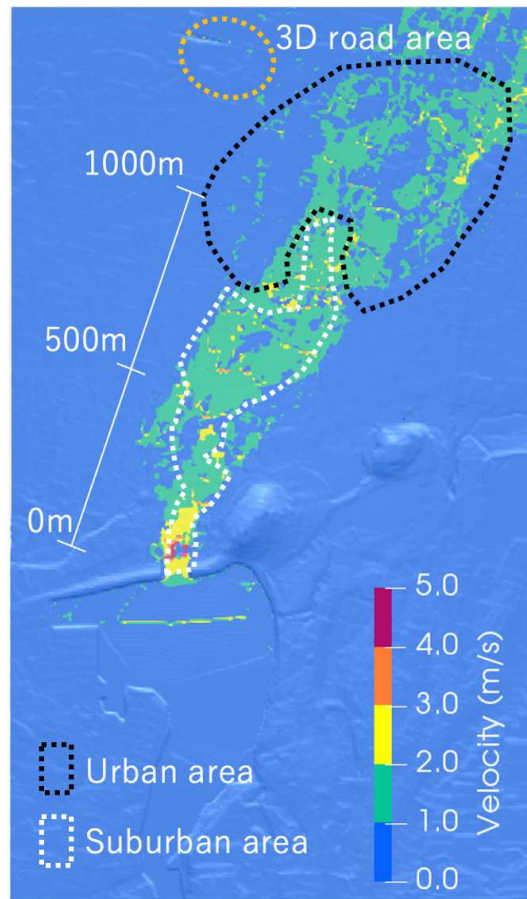 3D road area
1000m
500m
0m
5.0
4.0
3.0
2.0
1.0
0.0
Velocity (m/s)
Urban area
Suburban area